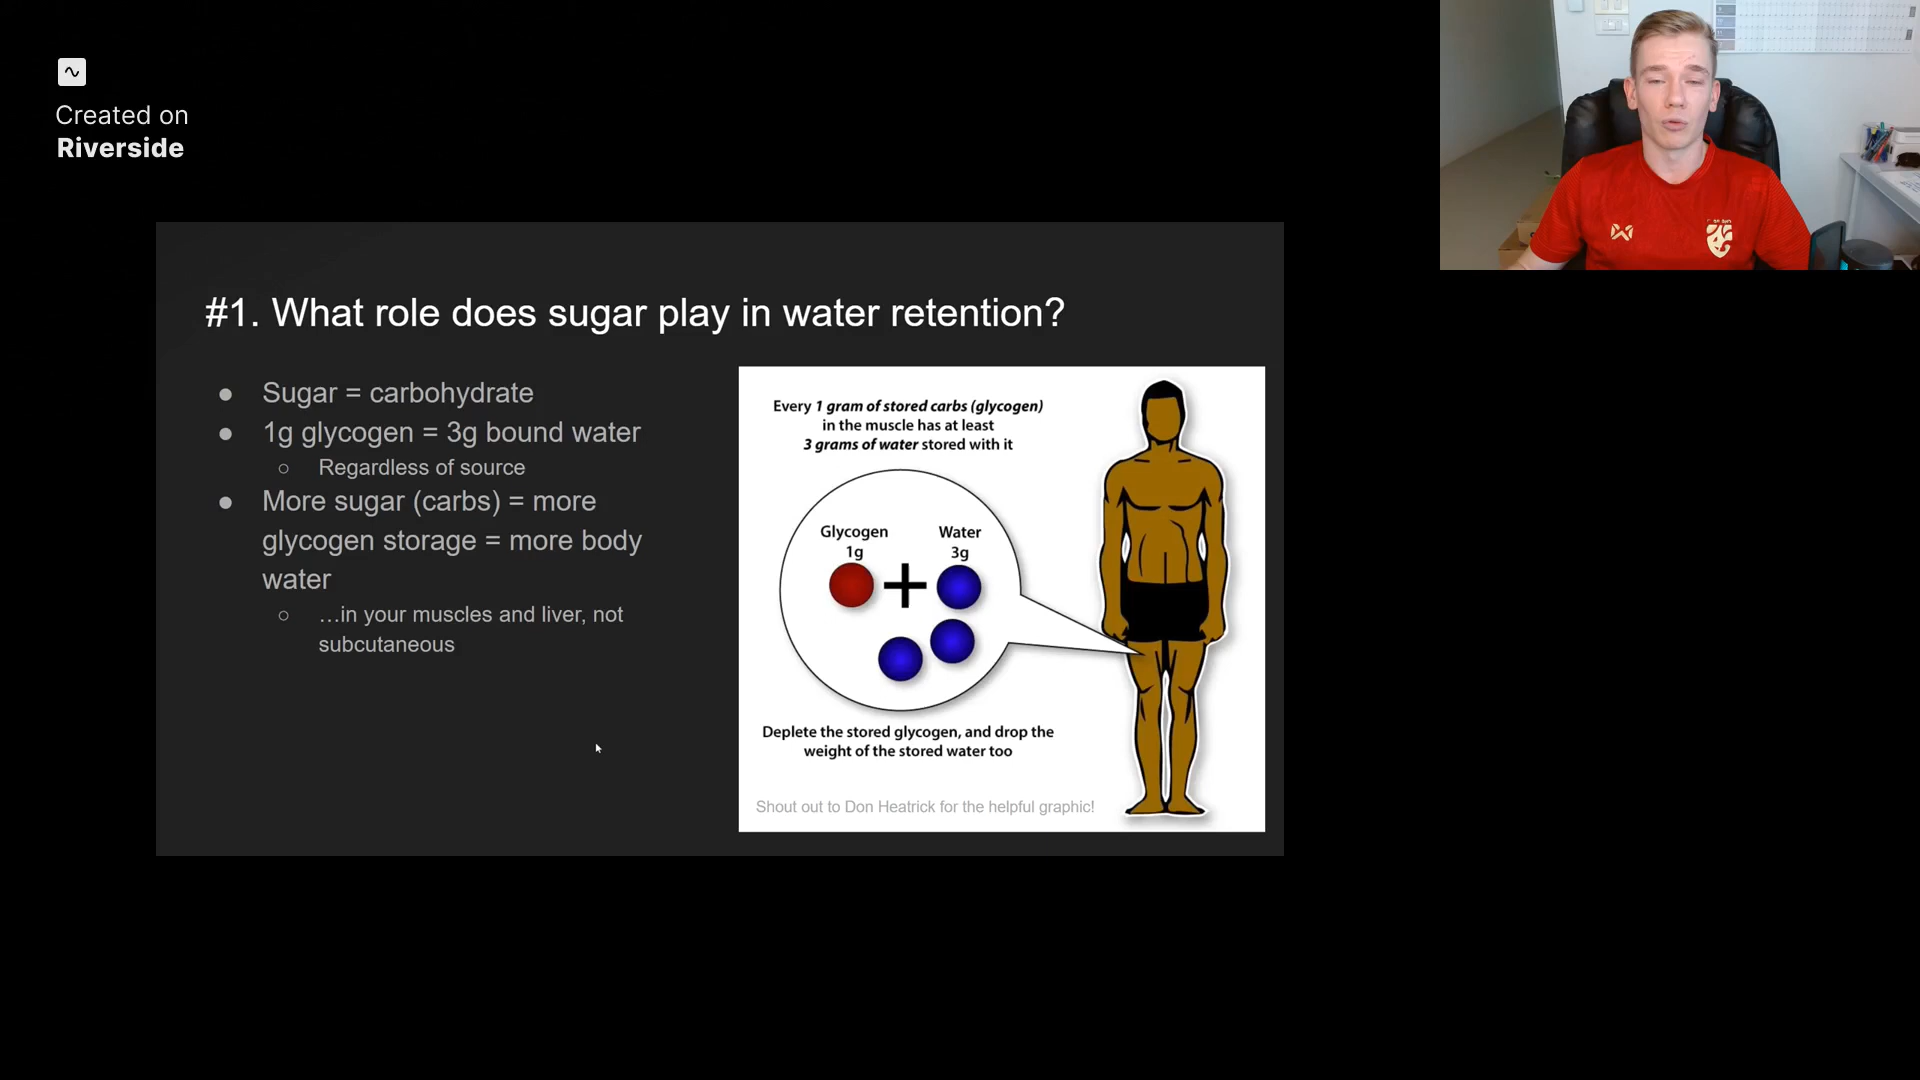 Created on
Riverside
#1. What role does sugar play in water retention?
● Sugar = carbohydrate
● 1g glycogen = 3g bound water
○ Regardless of source
● More sugar (carbs) = more
glycogen storage = more body
water
○ …in your muscles and liver, not
subcutaneous
Every 1 gram of stored carbs (glycogen)
in the muscle has at least
3 grams of water stored with it
Glycogen
1g
Water
3g
Deplete the stored glycogen, and drop the
weight of the stored water too
Shout out to Don Heatrick for the helpful graphic!